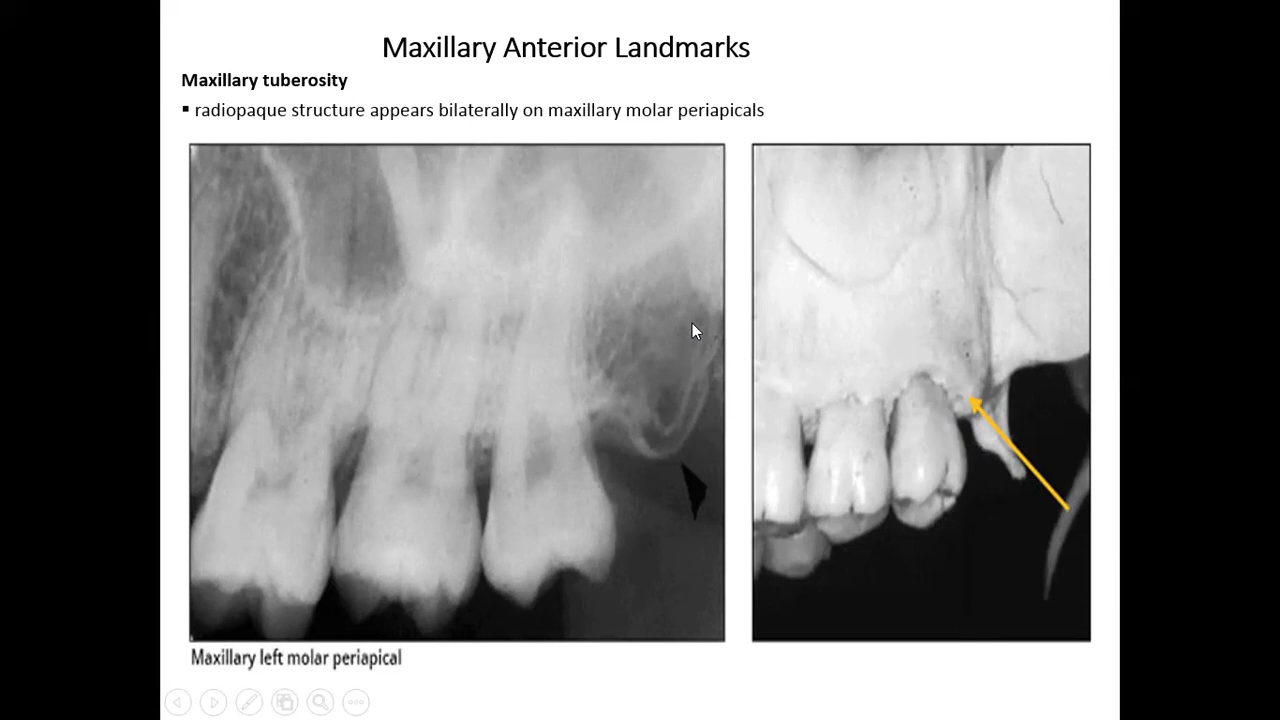 Maxillary Anterior Landmarks
Maxillary tuberosity
▪ radiopaque structure appears bilaterally on maxillary molar periapicals
Maxillary left molar periapical